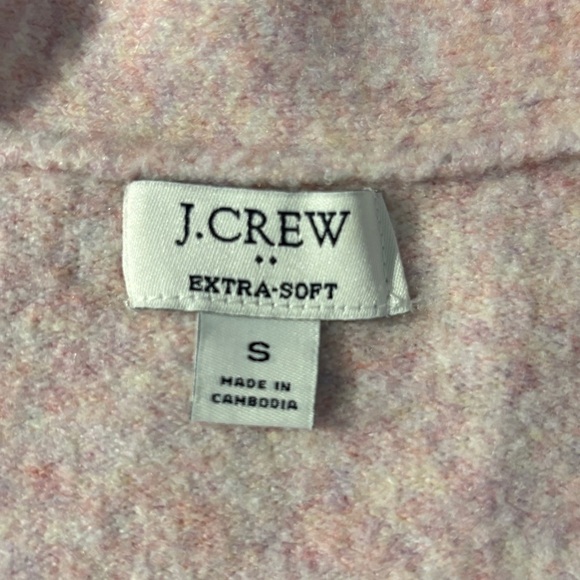 J.CREW
EXTRA-SOFT
S
MADE IN
CAMBODIA